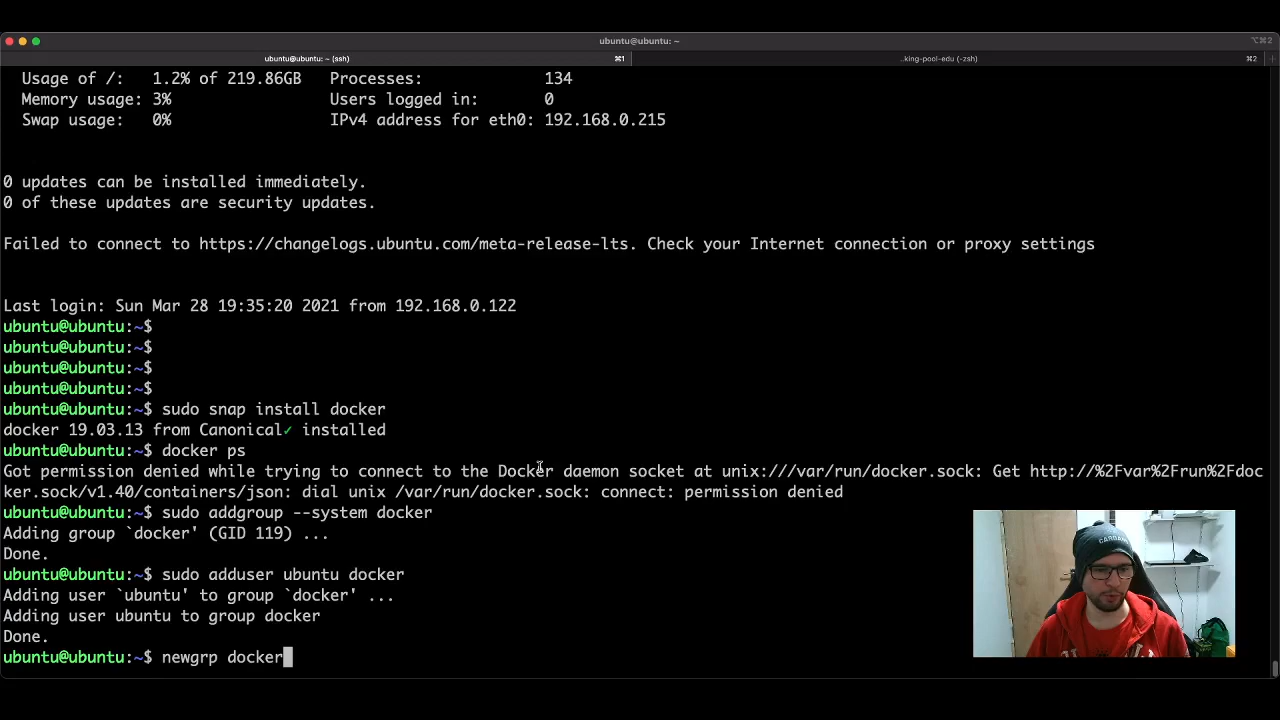 ubuntu@ubuntu: ~
⌥⌘2
ubuntu@ubuntu: ~ (ssh)
⌘1
..king-pool-edu (-zsh)
⌘2
Usage of /: 1.2% of 219.86GB Processes: 134
Memory usage: 3% Users logged in: 0
Swap usage: 0% IPv4 address for eth0: 192.168.0.215
0 updates can be installed immediately.
0 of these updates are security updates.
Failed to connect to https://changelogs.ubuntu.com/meta-release-lts. Check your Internet connection or proxy settings
Last login: Sun Mar 28 19:35:20 2021 from 192.168.0.122
ubuntu@ubuntu:~$
ubuntu@ubuntu:~$
ubuntu@ubuntu:~$
ubuntu@ubuntu:~$
ubuntu@ubuntu:~$ sudo snap install docker
docker 19.03.13 from Canonical✓ installed
ubuntu@ubuntu:~$ docker ps
Got permission denied while trying to connect to the Docker daemon socket at unix:///var/run/docker.sock: Get http://%2Fvar%2Frun%2Fdoc
ker.sock/v1.40/containers/json: dial unix /var/run/docker.sock: connect: permission denied
ubuntu@ubuntu:~$ sudo addgroup --system docker
Adding group `docker' (GID 119) ...
Done.
ubuntu@ubuntu:~$ sudo adduser ubuntu docker
Adding user `ubuntu' to group `docker' ...
Adding user ubuntu to group docker
Done.
ubuntu@ubuntu:~$ newgrp docker